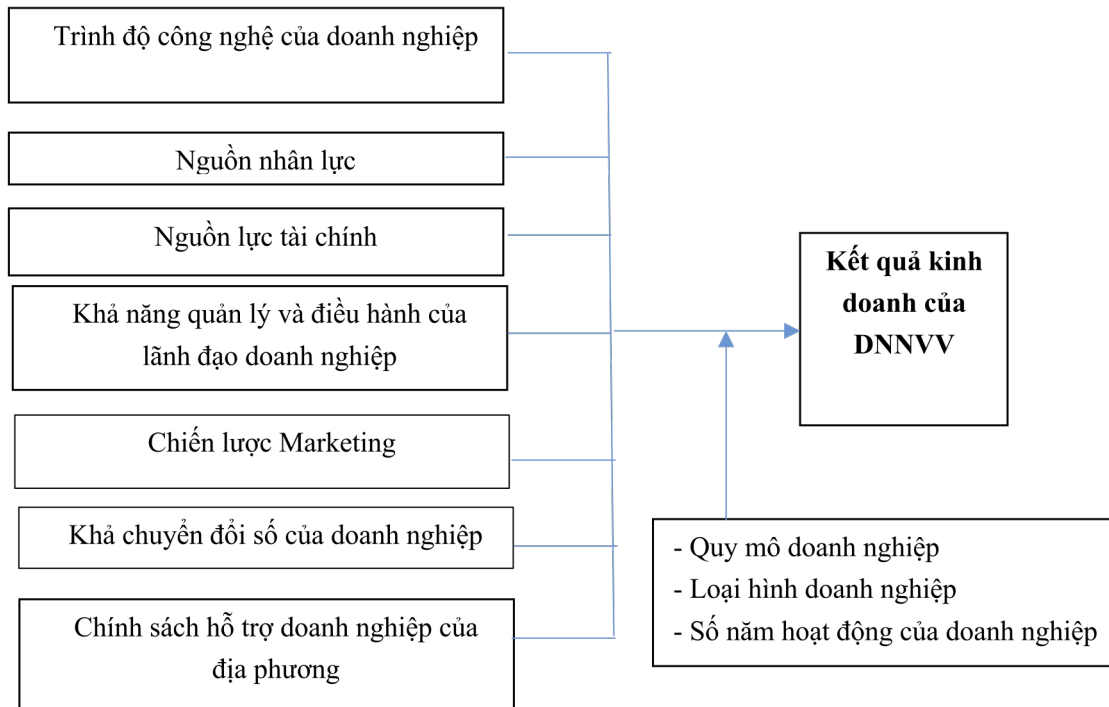 Trình độ công nghệ của doanh nghiệp
Nguồn nhân lực
Nguồn lực tài chính
Khả năng quản lý và điều hành của
lãnh đạo doanh nghiệp
Chiến lược Marketing
Khả chuyển đổi số của doanh nghiệp
Chính sách hỗ trợ doanh nghiệp của
địa phương
Kết quả kinh
doanh của
DNNVV
- Quy mô doanh nghiệp
- Loại hình doanh nghiệp
- Số năm hoạt động của doanh nghiệp